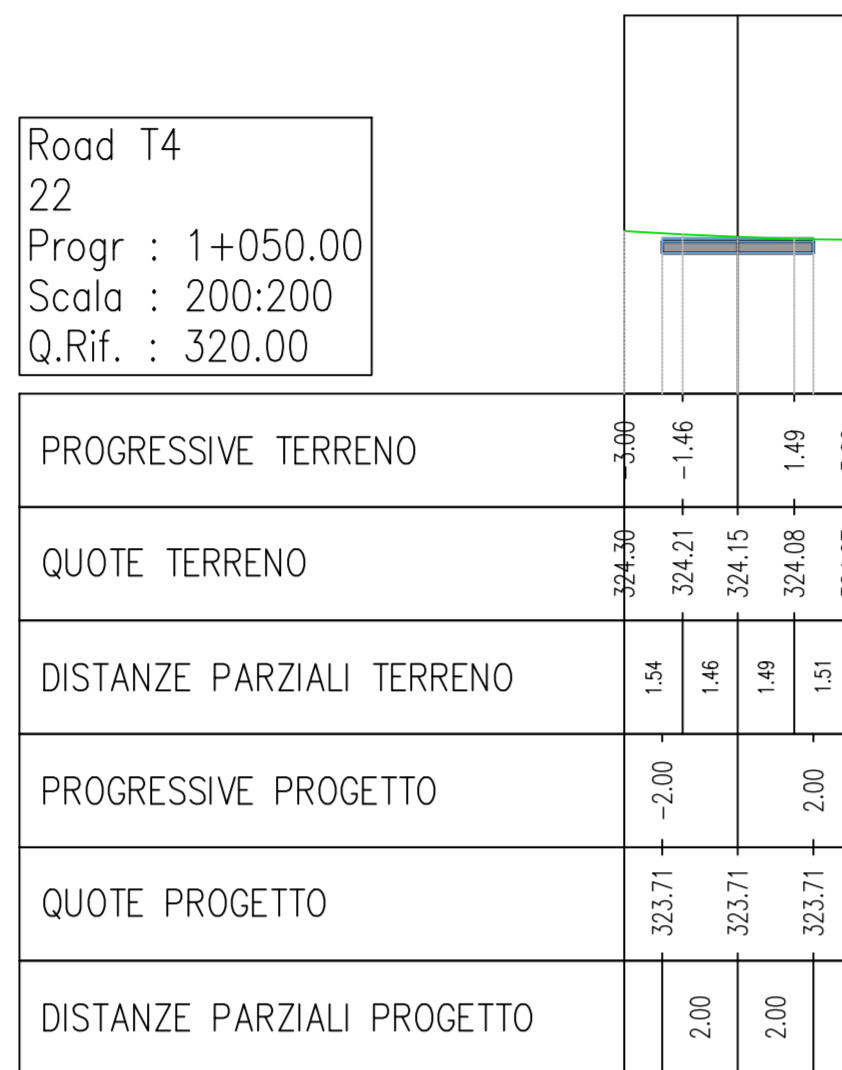 Road T4
22
Progr : 1+050.00
Scala : 200:200
Q.Rif. : 320.00
PROGRESSIVE TERRENO -3.00 -1.46 1.49
QUOTE TERRENO 324.30 324.21 324.15 324.08
DISTANZE PARZIALI TERRENO 1.54 1.46 1.49 1.51
PROGRESSIVE PROGETTO -2.00 2.00
QUOTE PROGETTO 323.71 323.71 323.71
DISTANZE PARZIALI PROGETTO 2.00 2.00